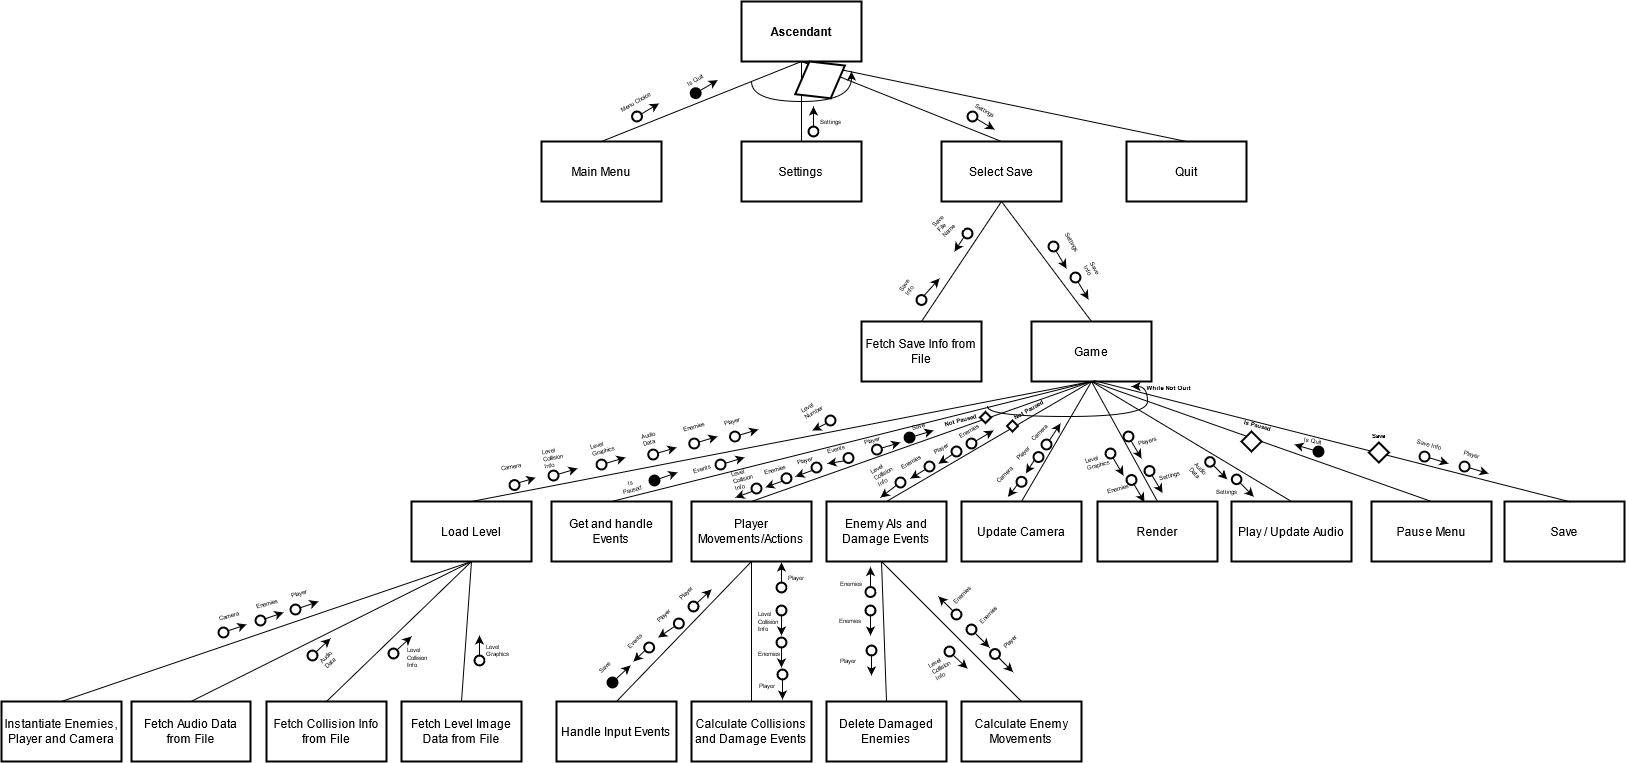 Ascendant
Is Quit
Menu Choice
Settings
Settings
Main Menu
Settings
Select Save
Quit
Save
File
Name
Settings
Save
Info
Save
Info
Fetch Save Info from
File
Game
While Not Ouit
Level
Number
Not Paused
Not Paused
Is Paused
Save
Save Info
Player
Is Quit
Camera
Level
Collision
Info
Level
Graphics
Audio
Data
Enemies
Player
Is
Paused
Events
Level
Collision
Info
Enemies
Player
Events
Player
Save
Level
Collision
Info
Enemies
Player
Enemies
Camera
Player
Camera
Level
Graphics
Enemies
Players
Settings
Audio
Data
Settings
Load Level
Get and handle
Events
Player
Movements/Actions
Enemy AIs and
Damage Events
Update Camera
Render
Play / Update Audio
Pause Menu
Save
Camera
Enemies
Player
Audio
Data
Level
Collision
Info
Level
Graphics
Save
Events
Player
Player
Player
Level
Collision
Info
Enemies
Player
Enemies
Enemies
Player
Enemies
Enemies
Player
Level
Collision
Info
Instantiate Enemies,
Player and Camera
Fetch Audio Data
from File
Fetch Collision Info
from File
Fetch Level Image
Data from File
Handle Input Events
Calculate Collisions
and Damage Events
Delete Damaged
Enemies
Calculate Enemy
Movements